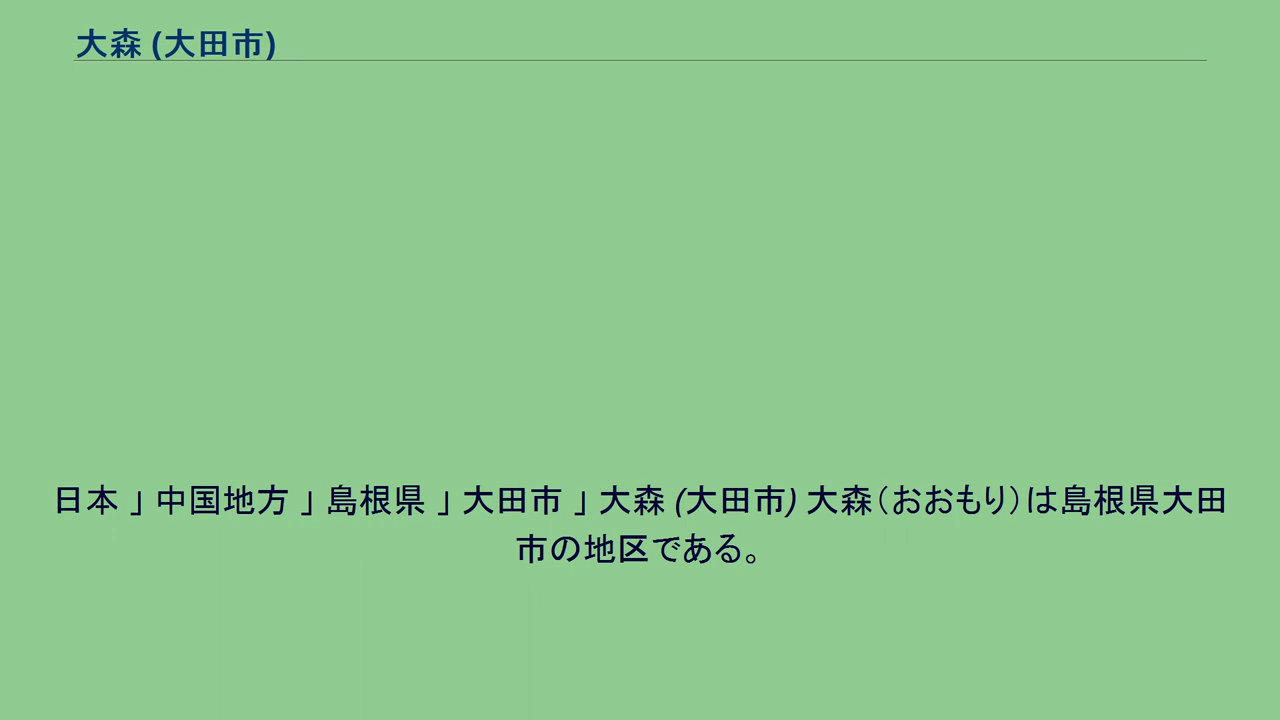 大森 (大田市)
日本 」 中国地方 」 島根県 」 大田市 」 大森 (大田市) 大森（おおもり）は島根県大田
市の地区である。